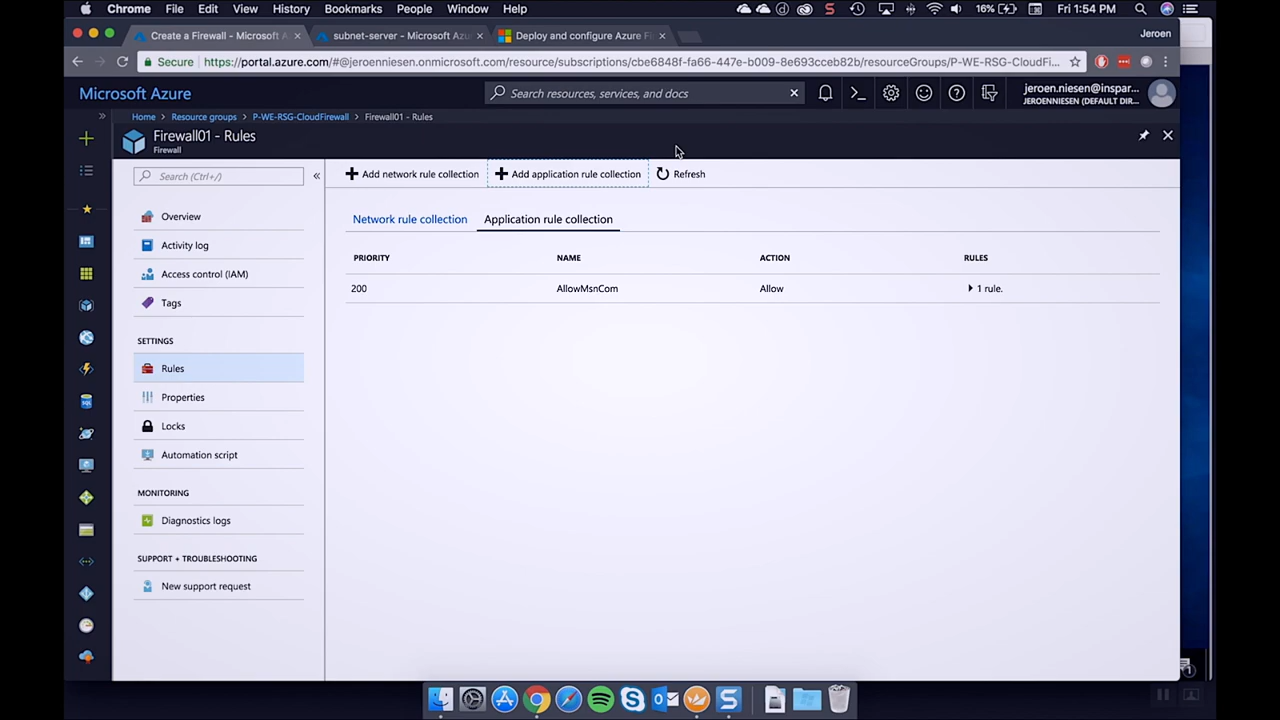 Chrome File Edit View History Bookmarks People Window Help 16% Fri 1:54 PM
Create a Firewall - Microsoft A subnet-server - Microsoft Azure Deploy and configure Azure Fi Jeroen
Secure https://portal.azure.com/#@jeroenniesen.onmicrosoft.com/resource/subscriptions/cbe6848f-fa66-447e-b009-8e693cceb82b/resourceGroups/P-WE-RSG-CloudFi...
Microsoft Azure Search resources, services, and docs jeroen.niesen@inspar...
JEROENNIESEN (DEFAULT DIR...
Home > Resource groups > P-WE-RSG-CloudFirewall > Firewall01 - Rules
Firewall01 - Rules
Firewall
Search (Ctrl+/)
Overview
Activity log
Access control (IAM)
Tags
SETTINGS
Rules
Properties
Locks
Automation script
MONITORING
Diagnostics logs
SUPPORT + TROUBLESHOOTING
New support request
Add network rule collection Add application rule collection Refresh
Network rule collection Application rule collection
PRIORITY NAME ACTION RULES
200 AllowMsnCom Allow 1 rule.